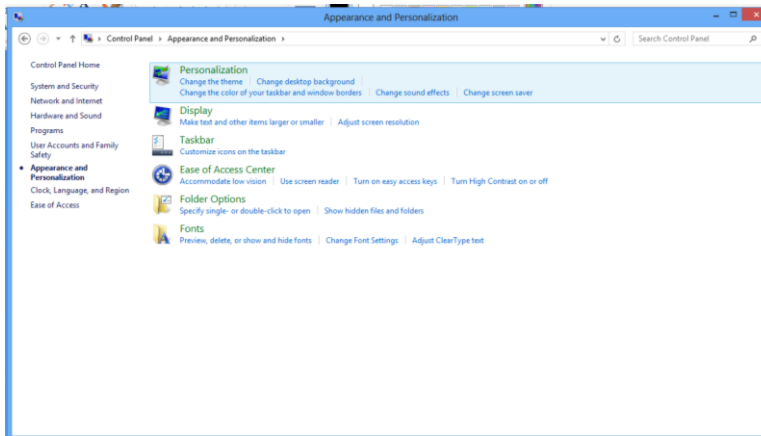 Appearance and Personalization
Control Panel Appearance and Personalization
Search Control Panel
Control Panel Home
System and Security
Network and Internet
Hardware and Sound
Programs
User Accounts and Family
Safety
Appearance and
Personalization
Clock, Language, and Region
Ease of Access
Personalization
Change the theme Change desktop background
Change the color of your taskbar and window borders Change sound effects Change screen saver
Display
Make text and other items larger or smaller Adjust screen resolution
Taskbar
Customize icons on the taskbar
Ease of Access Center
Accommodate low vision Use screen reader Turn on easy access keys Turn High Contrast on or off
Folder Options
Specify single- or double-click to open Show hidden files and folders
Fonts
Preview, delete, or show and hide fonts Change Font Settings Adjust ClearType text